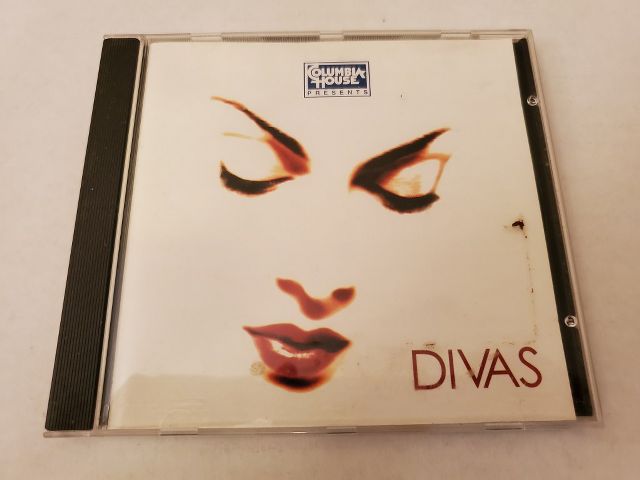 COLUMBIA
HOUSE
PRESENTS
DIVAS